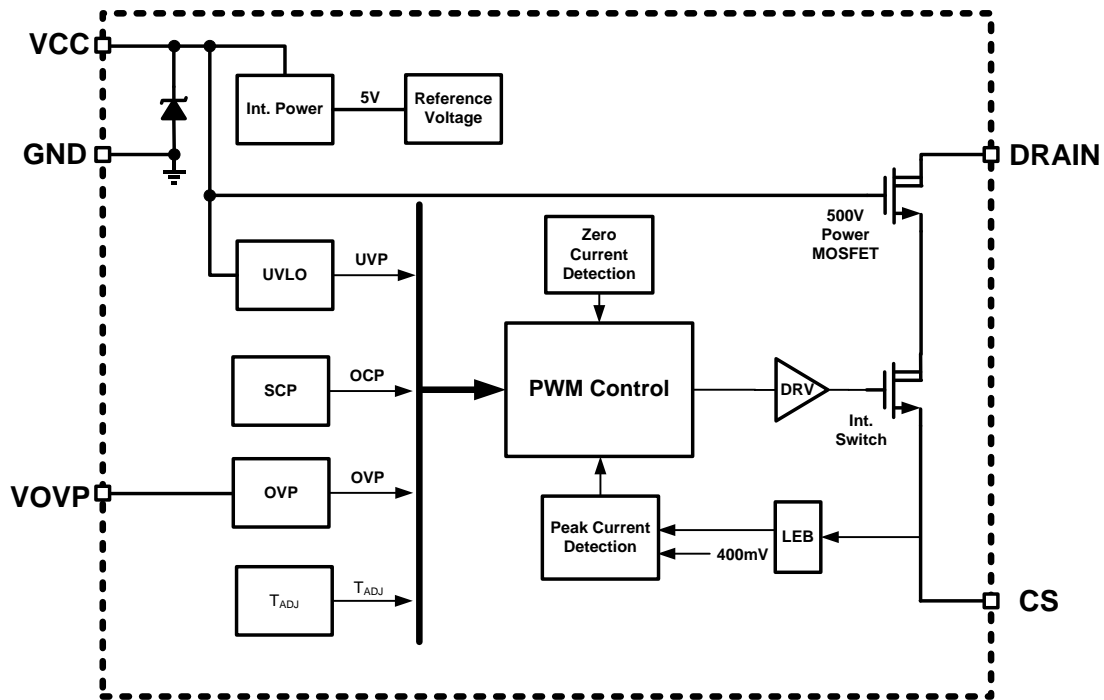 VCC
GND
VOVP
DRAIN
CS
Int. Power
5V
Reference
Voltage
500V
Power
MOSFET
Zero
Current
Detection
UVLO
UVP
SCP
OCP
PWM Control
DRV
Int.
Switch
OVP
OVP
Peak Current
Detection
LEB
400mV
TADJ
TADJ